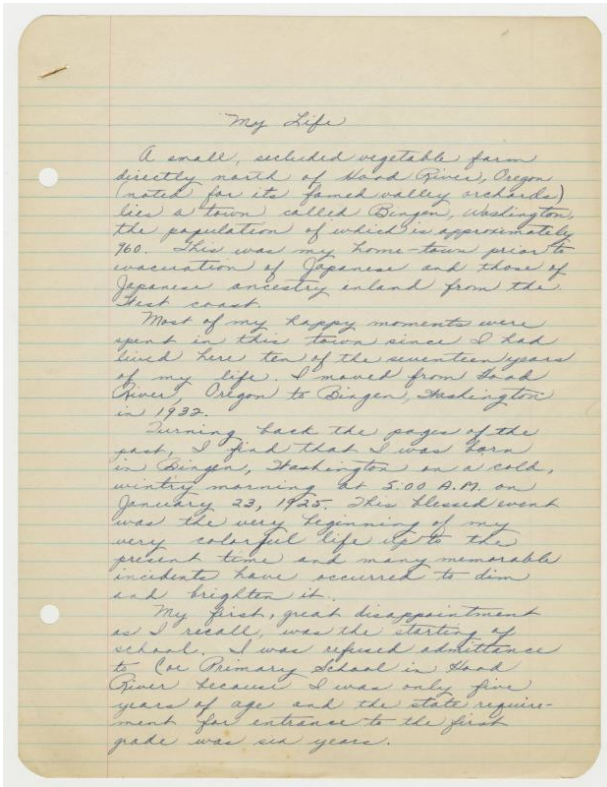 My Life
A small, secluded vegetable farm
directly north of Hood River, Oregon
(noted for its famed valley orchards)
lies a town called Bingen, Washington,
the population of which is approximately
960. This was my home-town prior to
evacuation of Japanese and those of
Japanese ancestry inland from the
West coast.
Most of my happy moments were
spent in this town since I had
lived here ten of the seventeen years
of my life. I moved from Hood
River, Oregon to Bingen, Washington
in 1932.
Turning back the pages of the
past, I find that I was born
in Bingen, Washington on a cold,
wintry morning at 5:00 A.M. on
January 23, 1925. This blessed event
was the very beginning of my
very colorful life up to the
present time and many memorable
incidents have occurred to dim
and brighten it.
My first, great disappointment
as I recall, was the starting of
school. I was refused admittance
to Coe Primary School in Hood
River because I was only five
years of age and the state require-
ment for entrance to the first
grade was six years.